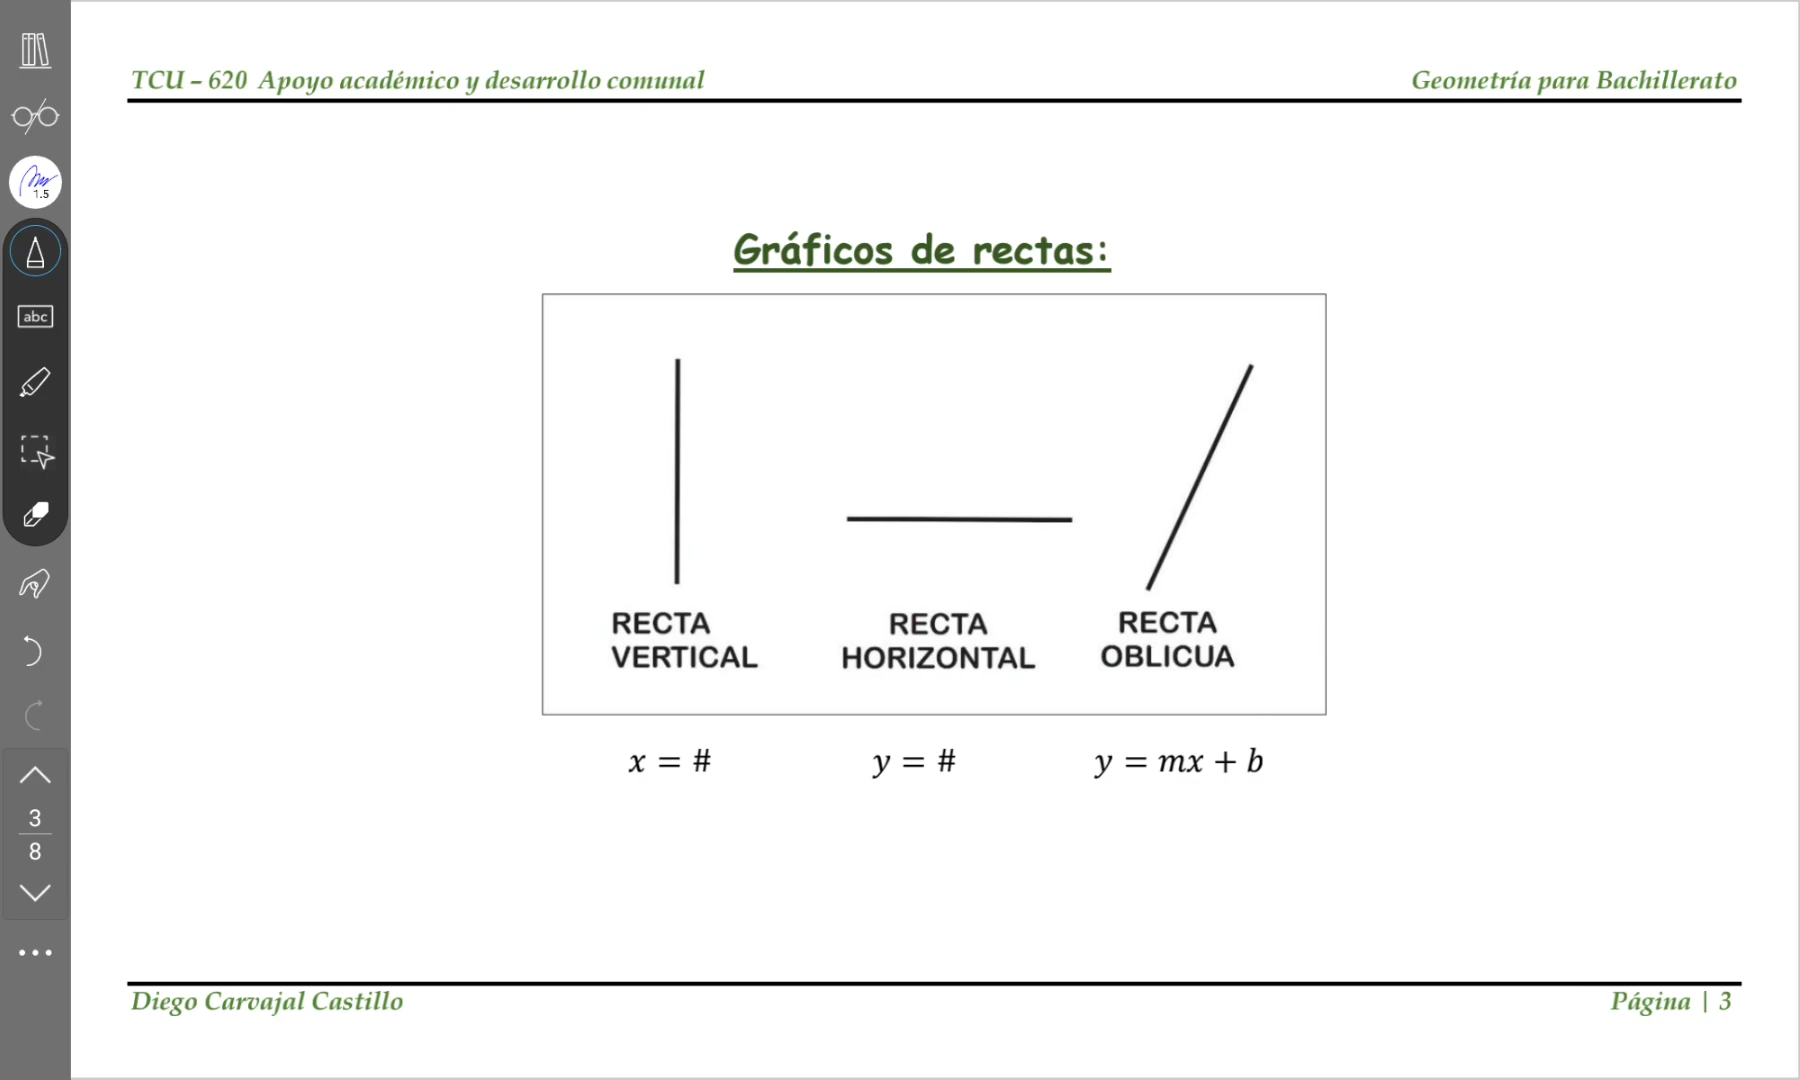 TCU – 620 Apoyo académico y desarrollo comunal
Geometría para Bachillerato
1.5
abc
Gráficos de rectas:
RECTA
VERTICAL
RECTA
HORIZONTAL
RECTA
OBLICUA
x = #
y = #
y = mx + b
3
8
Diego Carvajal Castillo
Página | 3